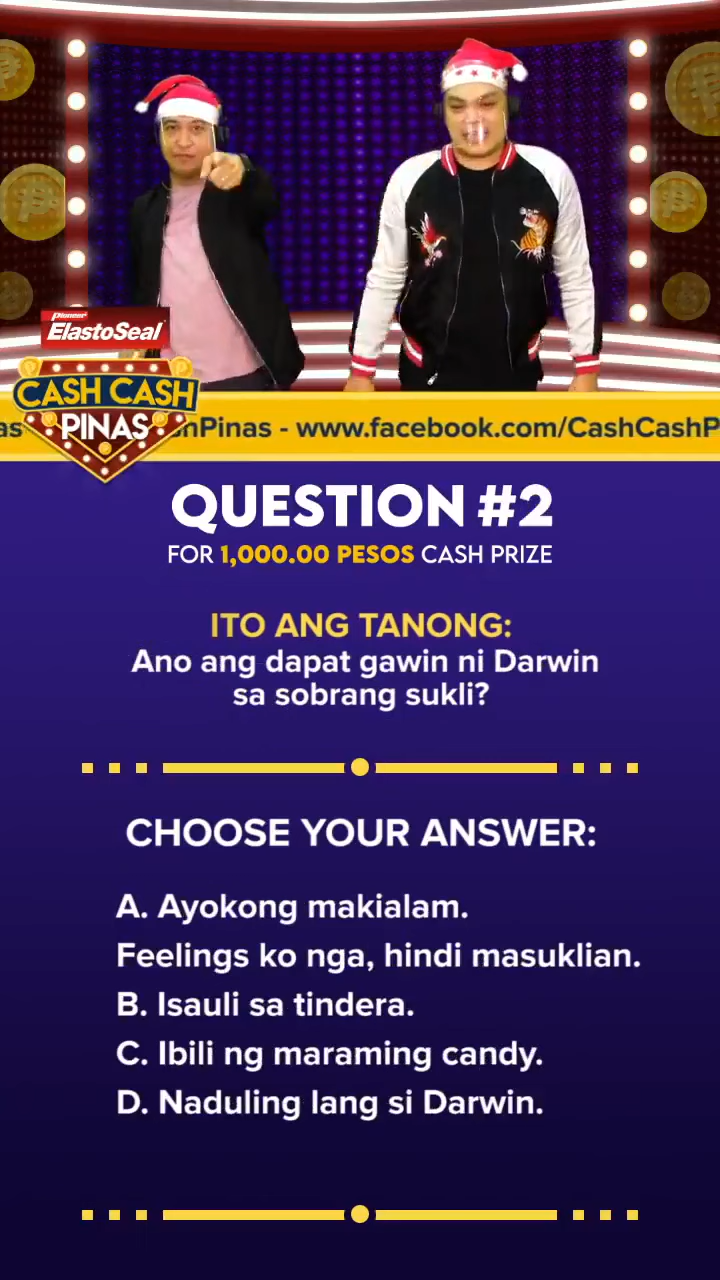 Pioneer
ElastoSeal
CASH CASH
PINAS
as
nPinas - www.facebook.com/CashCashP
QUESTION #2
FOR 1,000.00 PESOS CASH PRIZE
ITO ANG TANONG:
Ano ang dapat gawin ni Darwin
sa sobrang sukli?
CHOOSE YOUR ANSWER:
A. Ayokong makialam.
Feelings ko nga, hindi masuklian.
B. Isauli sa tindera.
C. Ibili ng maraming candy.
D. Naduling lang si Darwin.